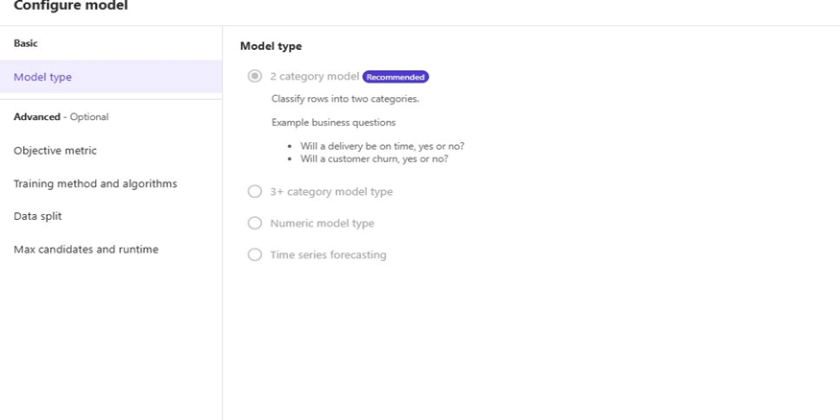 Configure model
Basic
Model type
Advanced - Optional
Objective metric
Training method and algorithms
Data split
Max candidates and runtime
Model type
2 category model Recommended
Classify rows into two categories.
Example business questions
• Will a delivery be on time, yes or no?
• Will a customer churn, yes or no?
3+ category model type
Numeric model type
Time series forecasting